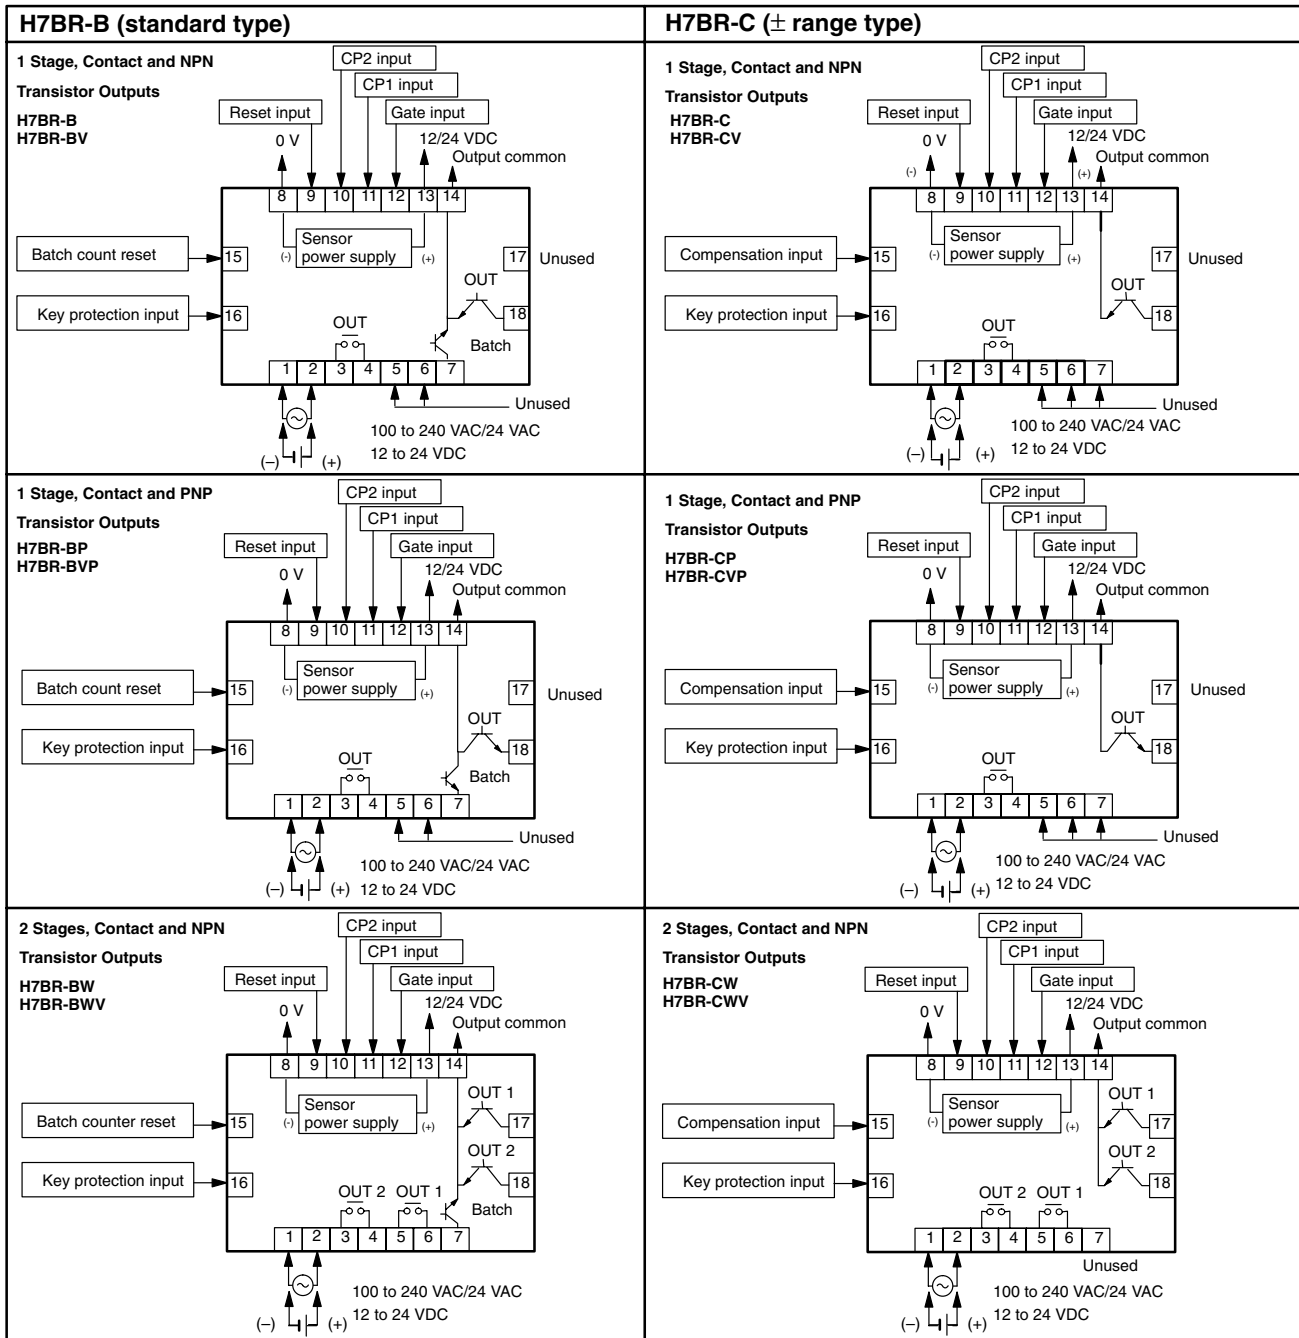 H7BR-B (standard type)
H7BR-C (± range type)
1 Stage, Contact and NPN
Transistor Outputs
H7BR-B
H7BR-BV
CP2 input
CP1 input
Reset input
Gate input
0 V
12/24 VDC
Output common
8 9 10 11 12 13 14
Sensor
power supply
(-) (+)
Batch count reset
15
17
Unused
Key protection input
16
OUT
18
OUT
Batch
1 2 3 4 5 6 7
Unused
100 to 240 VAC/24 VAC
12 to 24 VDC
(–) (+)
1 Stage, Contact and NPN
Transistor Outputs
H7BR-C
H7BR-CV
CP2 input
CP1 input
Reset input
Gate input
0 V
12/24 VDC
Output common
(-) (+)
8 9 10 11 12 13 14
Sensor
power supply
(-) (+)
Compensation input
15
17
Unused
Key protection input
16
OUT
18
OUT
1 2 3 4 5 6 7
Unused
100 to 240 VAC/24 VAC
12 to 24 VDC
(–) (+)
1 Stage, Contact and PNP
Transistor Outputs
H7BR-BP
H7BR-BVP
CP2 input
CP1 input
Reset input
Gate input
0 V
12/24 VDC
Output common
8 9 10 11 12 13 14
Sensor
power supply
(-) (+)
Batch count reset
15
17
Unused
Key protection input
16
OUT
18
OUT
Batch
1 2 3 4 5 6 7
Unused
100 to 240 VAC/24 VAC
12 to 24 VDC
(–) (+)
1 Stage, Contact and PNP
Transistor Outputs
H7BR-CP
H7BR-CVP
CP2 input
CP1 input
Reset input
Gate input
0 V
12/24 VDC
Output common
8 9 10 11 12 13 14
Sensor
power supply
(-) (+)
Compensation input
15
17
Unused
Key protection input
16
OUT
18
OUT
1 2 3 4 5 6 7
Unused
100 to 240 VAC/24 VAC
12 to 24 VDC
(–) (+)
2 Stages, Contact and NPN
Transistor Outputs
H7BR-BW
H7BR-BWV
CP2 input
CP1 input
Reset input
Gate input
0 V
12/24 VDC
Output common
8 9 10 11 12 13 14
Sensor
power supply
(-) (+)
OUT 1
Batch counter reset
15
17
OUT 2
Key protection input
16
18
OUT 2 OUT 1
Batch
1 2 3 4 5 6 7
100 to 240 VAC/24 VAC
12 to 24 VDC
(–) (+)
2 Stages, Contact and NPN
Transistor Outputs
H7BR-CW
H7BR-CWV
CP2 input
CP1 input
Reset input
Gate input
0 V
12/24 VDC
Output common
8 9 10 11 12 13 14
Sensor
power supply
(-) (+)
OUT 1
Compensation input
15
17
OUT 2
Key protection input
16
18
OUT 2 OUT 1
1 2 3 4 5 6 7
Unused
100 to 240 VAC/24 VAC
12 to 24 VDC
(–) (+)